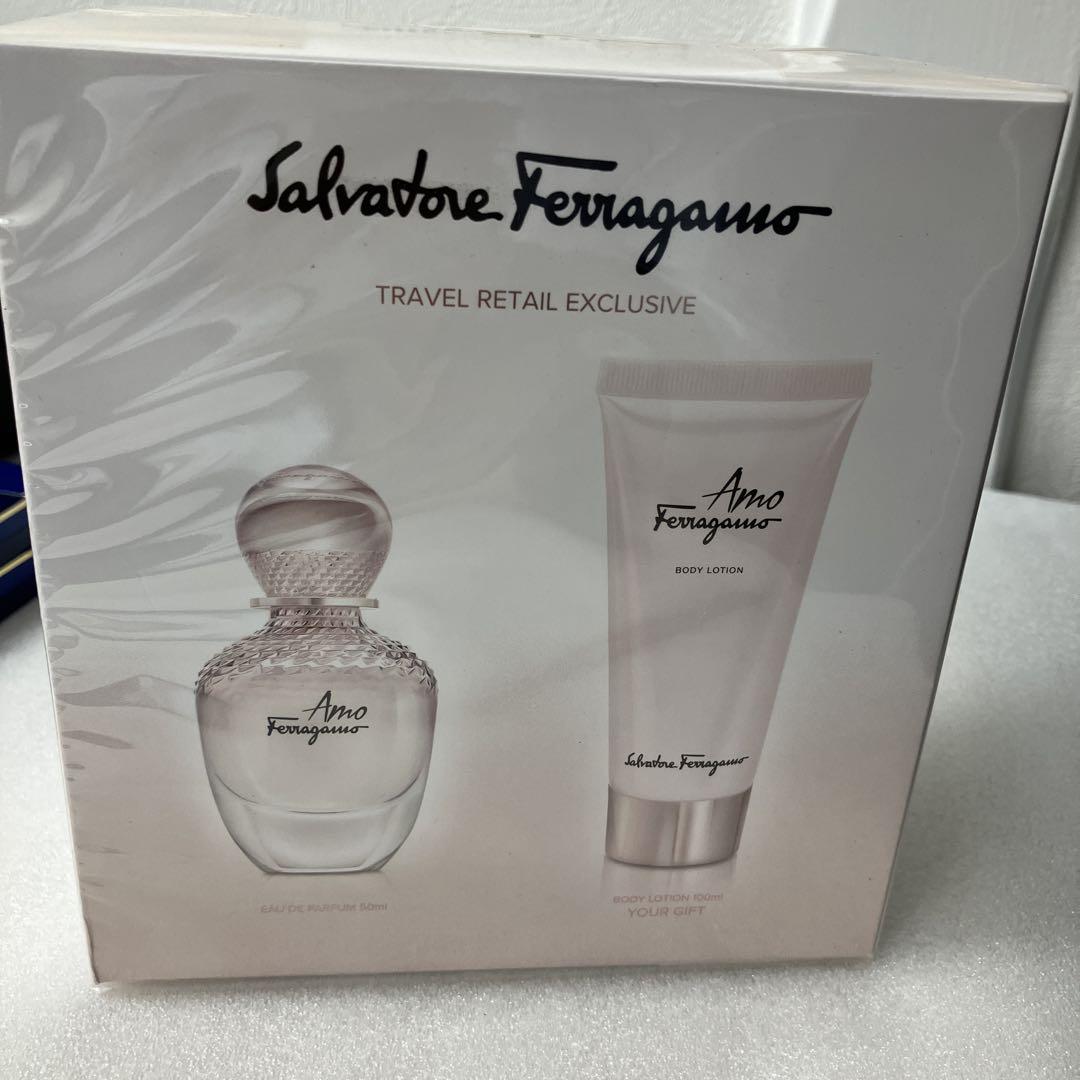 Salvatore Ferragamo
TRAVEL RETAIL EXCLUSIVE
Amo
Ferragamo
BODY LOTION
Amo
Ferragamo
Salvatore Ferragamo
EAU DE PARFUM 50ml
BODY LOTION 100ml
YOUR GIFT